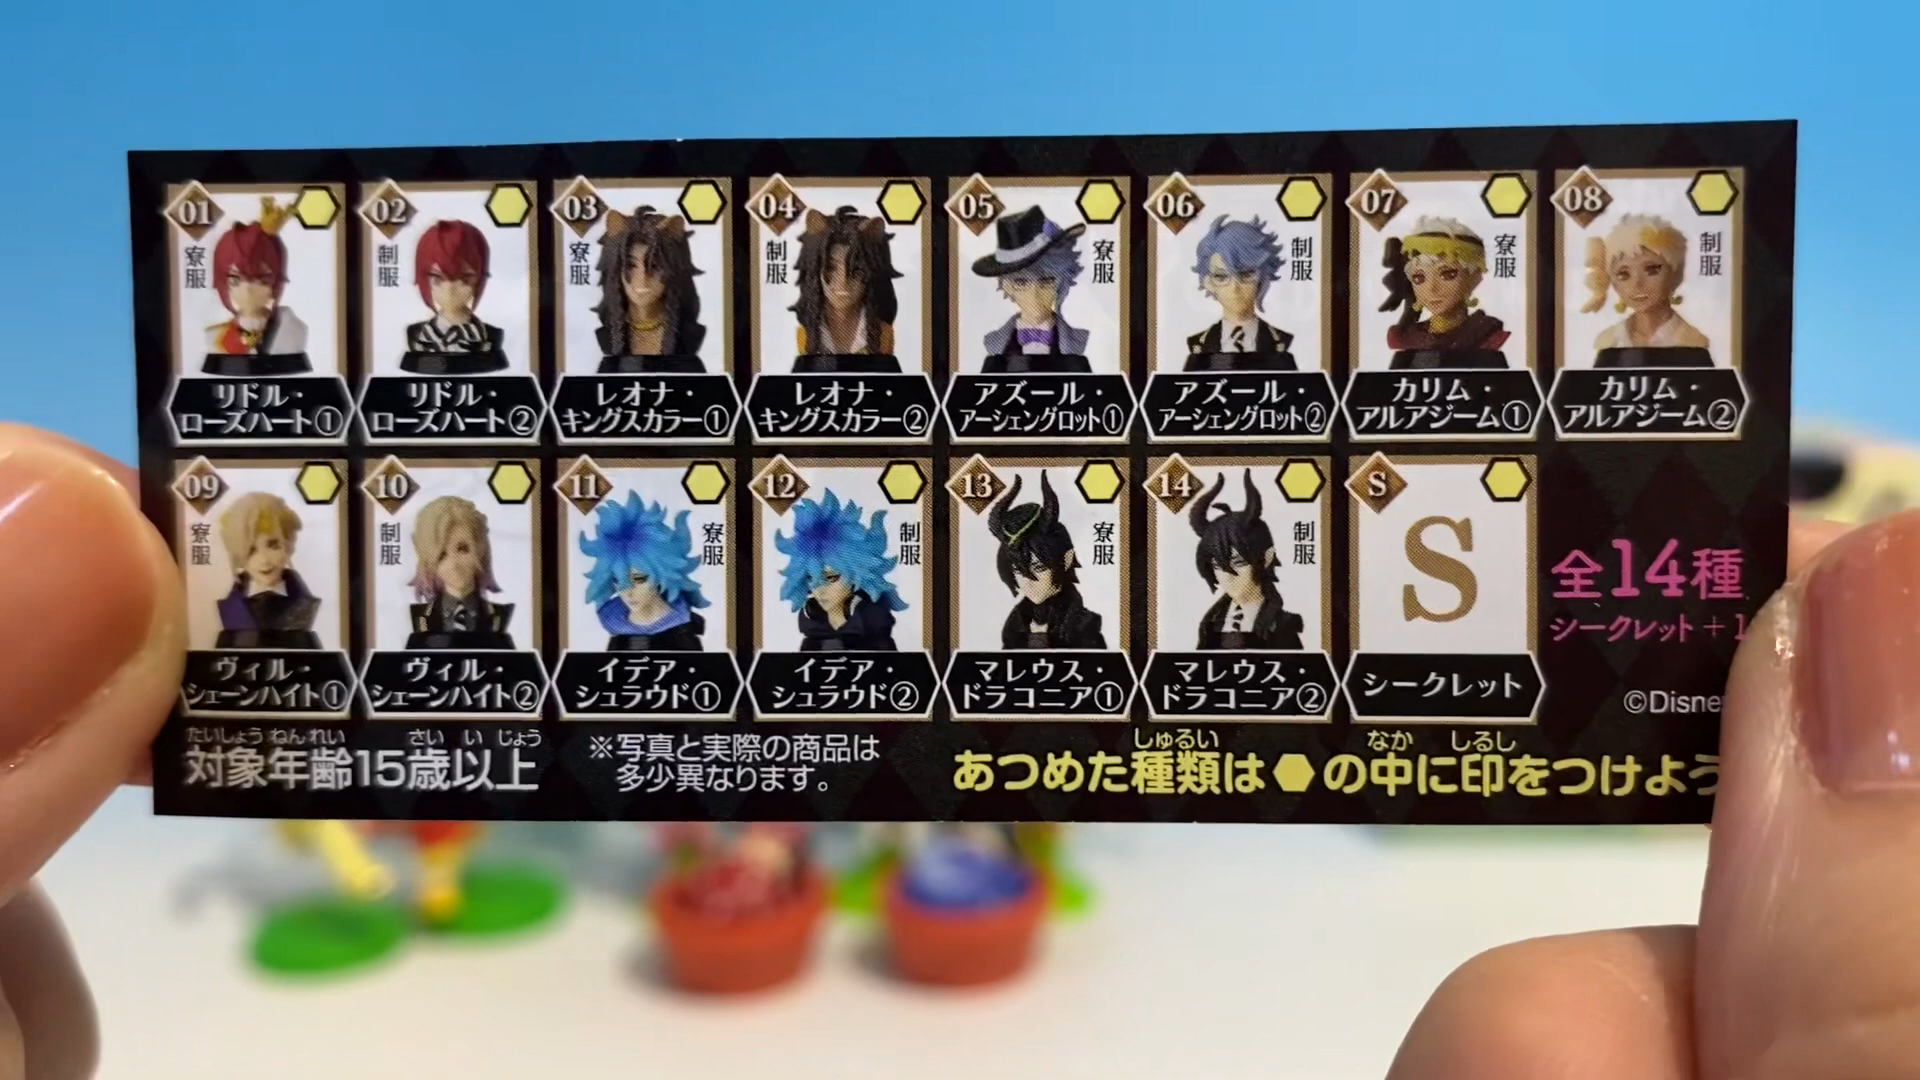 01
寮服
リドル・
ローズハート①
02
制服
リドル・
ローズハート②
03
寮服
レオナ・
キングスカラー①
04
制服
レオナ・
キングスカラー②
05
寮服
アズール・
アーシェングロット①
06
制服
アズール・
アーシェングロット②
07
寮服
カリム・
アルアジーム①
08
制服
カリム・
アルアジーム②
09
寮服
ヴィル・
シェーンハイト①
10
制服
ヴィル・
シェーンハイト②
11
寮服
イデア・
シュラウド①
12
制服
イデア・
シュラウド②
13
寮服
マレウス・
ドラコニア①
14
制服
マレウス・
ドラコニア②
S
S
シークレット
全14種
シークレット+1
©Disne
たいしょう ねんれい さい い じょう
対象年齢15歳以上
※写真と実際の商品は
多少異なります。
しゅるい なか しるし
あつめた種類は⬣の中に印をつけよう